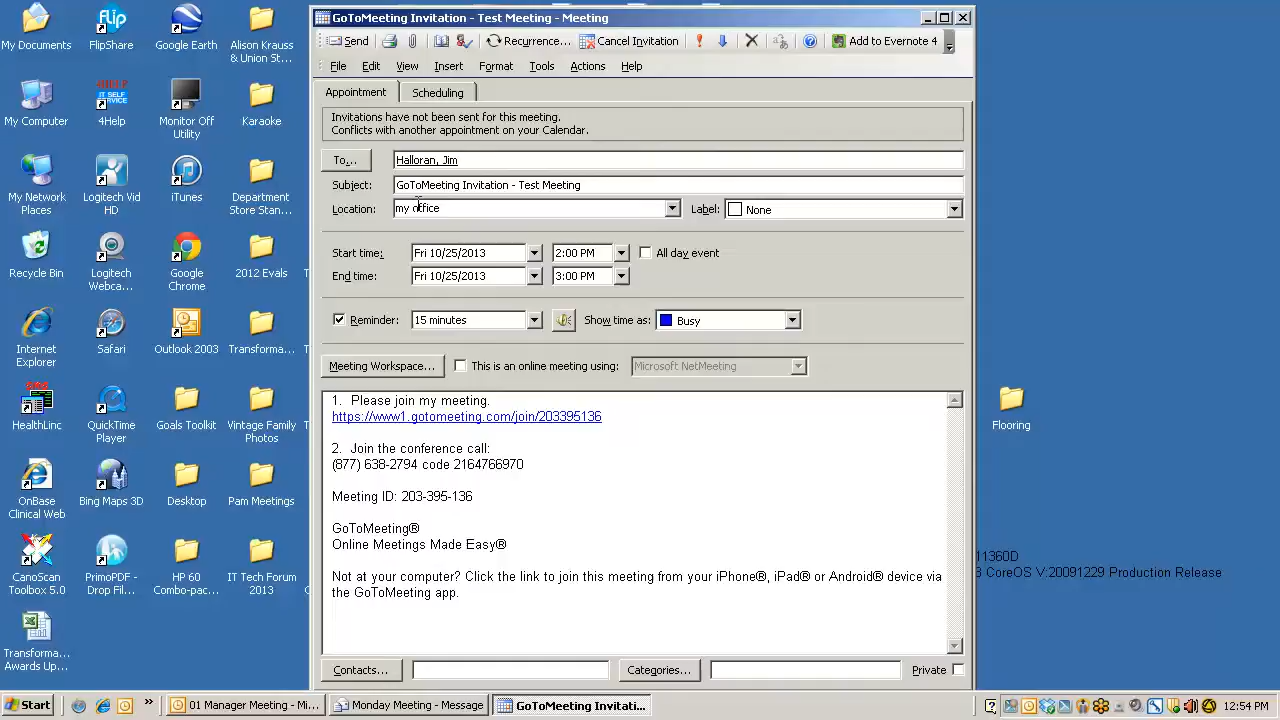 GoToMeeting Invitation - Test Meeting - Meeting
Send Recurrence... Cancel Invitation Add to Evernote 4
File Edit View Insert Format Tools Actions Help
Appointment Scheduling
Invitations have not been sent for this meeting.
Conflicts with another appointment on your Calendar.
To... Halloran, Jim
Subject: GoToMeeting Invitation - Test Meeting
Location: my office Label: None
Start time: Fri 10/25/2013 2:00 PM All day event
End time: Fri 10/25/2013 3:00 PM
Reminder: 15 minutes Show time as: Busy
Meeting Workspace... This is an online meeting using: Microsoft NetMeeting
1. Please join my meeting.
https://www1.gotomeeting.com/join/203395136
2. Join the conference call:
(877) 638-2794 code 2164766970
Meeting ID: 203-395-136
GoToMeeting®
Online Meetings Made Easy®
Not at your computer? Click the link to join this meeting from your iPhone®, iPad® or Android® device via
the GoToMeeting app.
Contacts... Categories... Private
My Documents FlipShare Google Earth Alison Krauss
& Union St...
My Computer 4Help Monitor Off Karaoke
Utility
My Network Logitech Vid iTunes Department
Places HD Store Stan...
Recycle Bin Logitech Google 2012 Evals
Webca... Chrome
Internet Safari Outlook 2003 Transforma...
Explorer
HealthLinc QuickTime Goals Toolkit Vintage Family
Player Photos
OnBase Bing Maps 3D Desktop Pam Meetings
Clinical Web
CanoScan PrimoPDF - HP 60 IT Tech Forum
Toolbox 5.0 Drop Fil... Combo-pac... 2013
Transforma...
Awards Up...
Flooring
11360D
CoreOS V:20091229 Production Release
Start 01 Manager Meeting - Mi... Monday Meeting - Message GoToMeeting Invitati... 12:54 PM